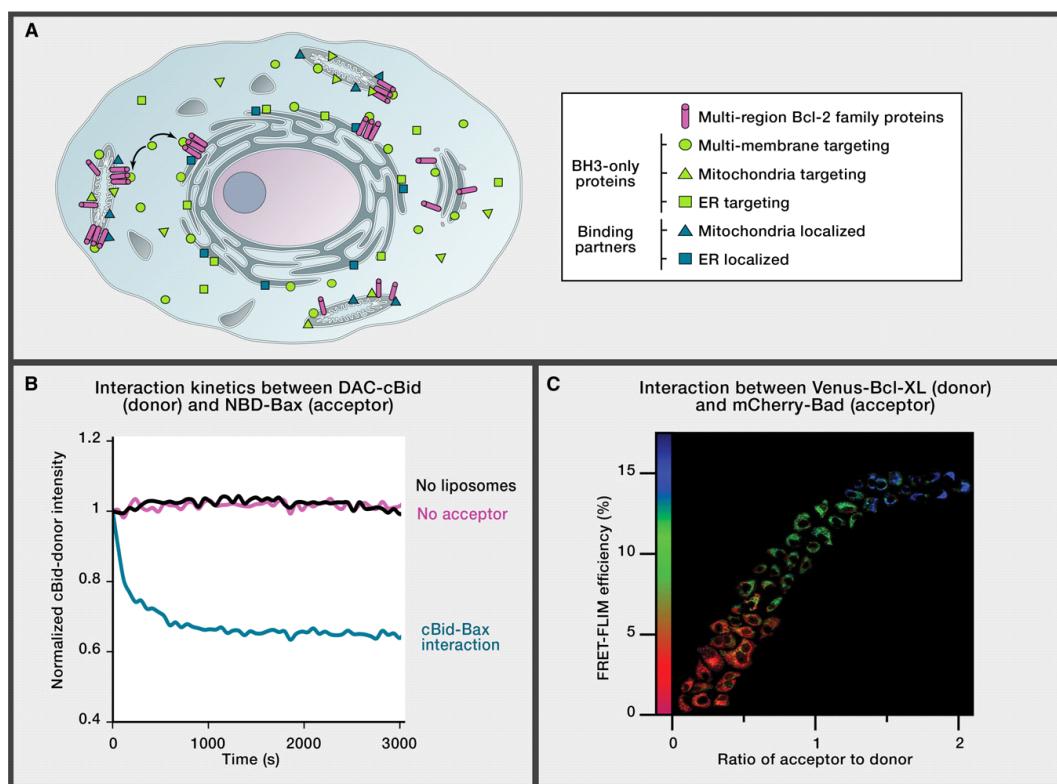 A
Multi-region Bcl-2 family proteins
BH3-only
proteins
Multi-membrane targeting
Mitochondria targeting
ER targeting
Binding
partners
Mitochondria localized
ER localized
B
Interaction kinetics between DAC-cBid
(donor) and NBD-Bax (acceptor)
Normalized cBid-donor intensity
1.2
1
0.8
0.6
0.4
No liposomes
No acceptor
cBid-Bax
interaction
0
1000
2000
3000
Time (s)
C
Interaction between Venus-Bcl-XL (donor)
and mCherry-Bad (acceptor)
FRET-FLIM efficiency (%)
15
10
5
0
0
1
2
Ratio of acceptor to donor